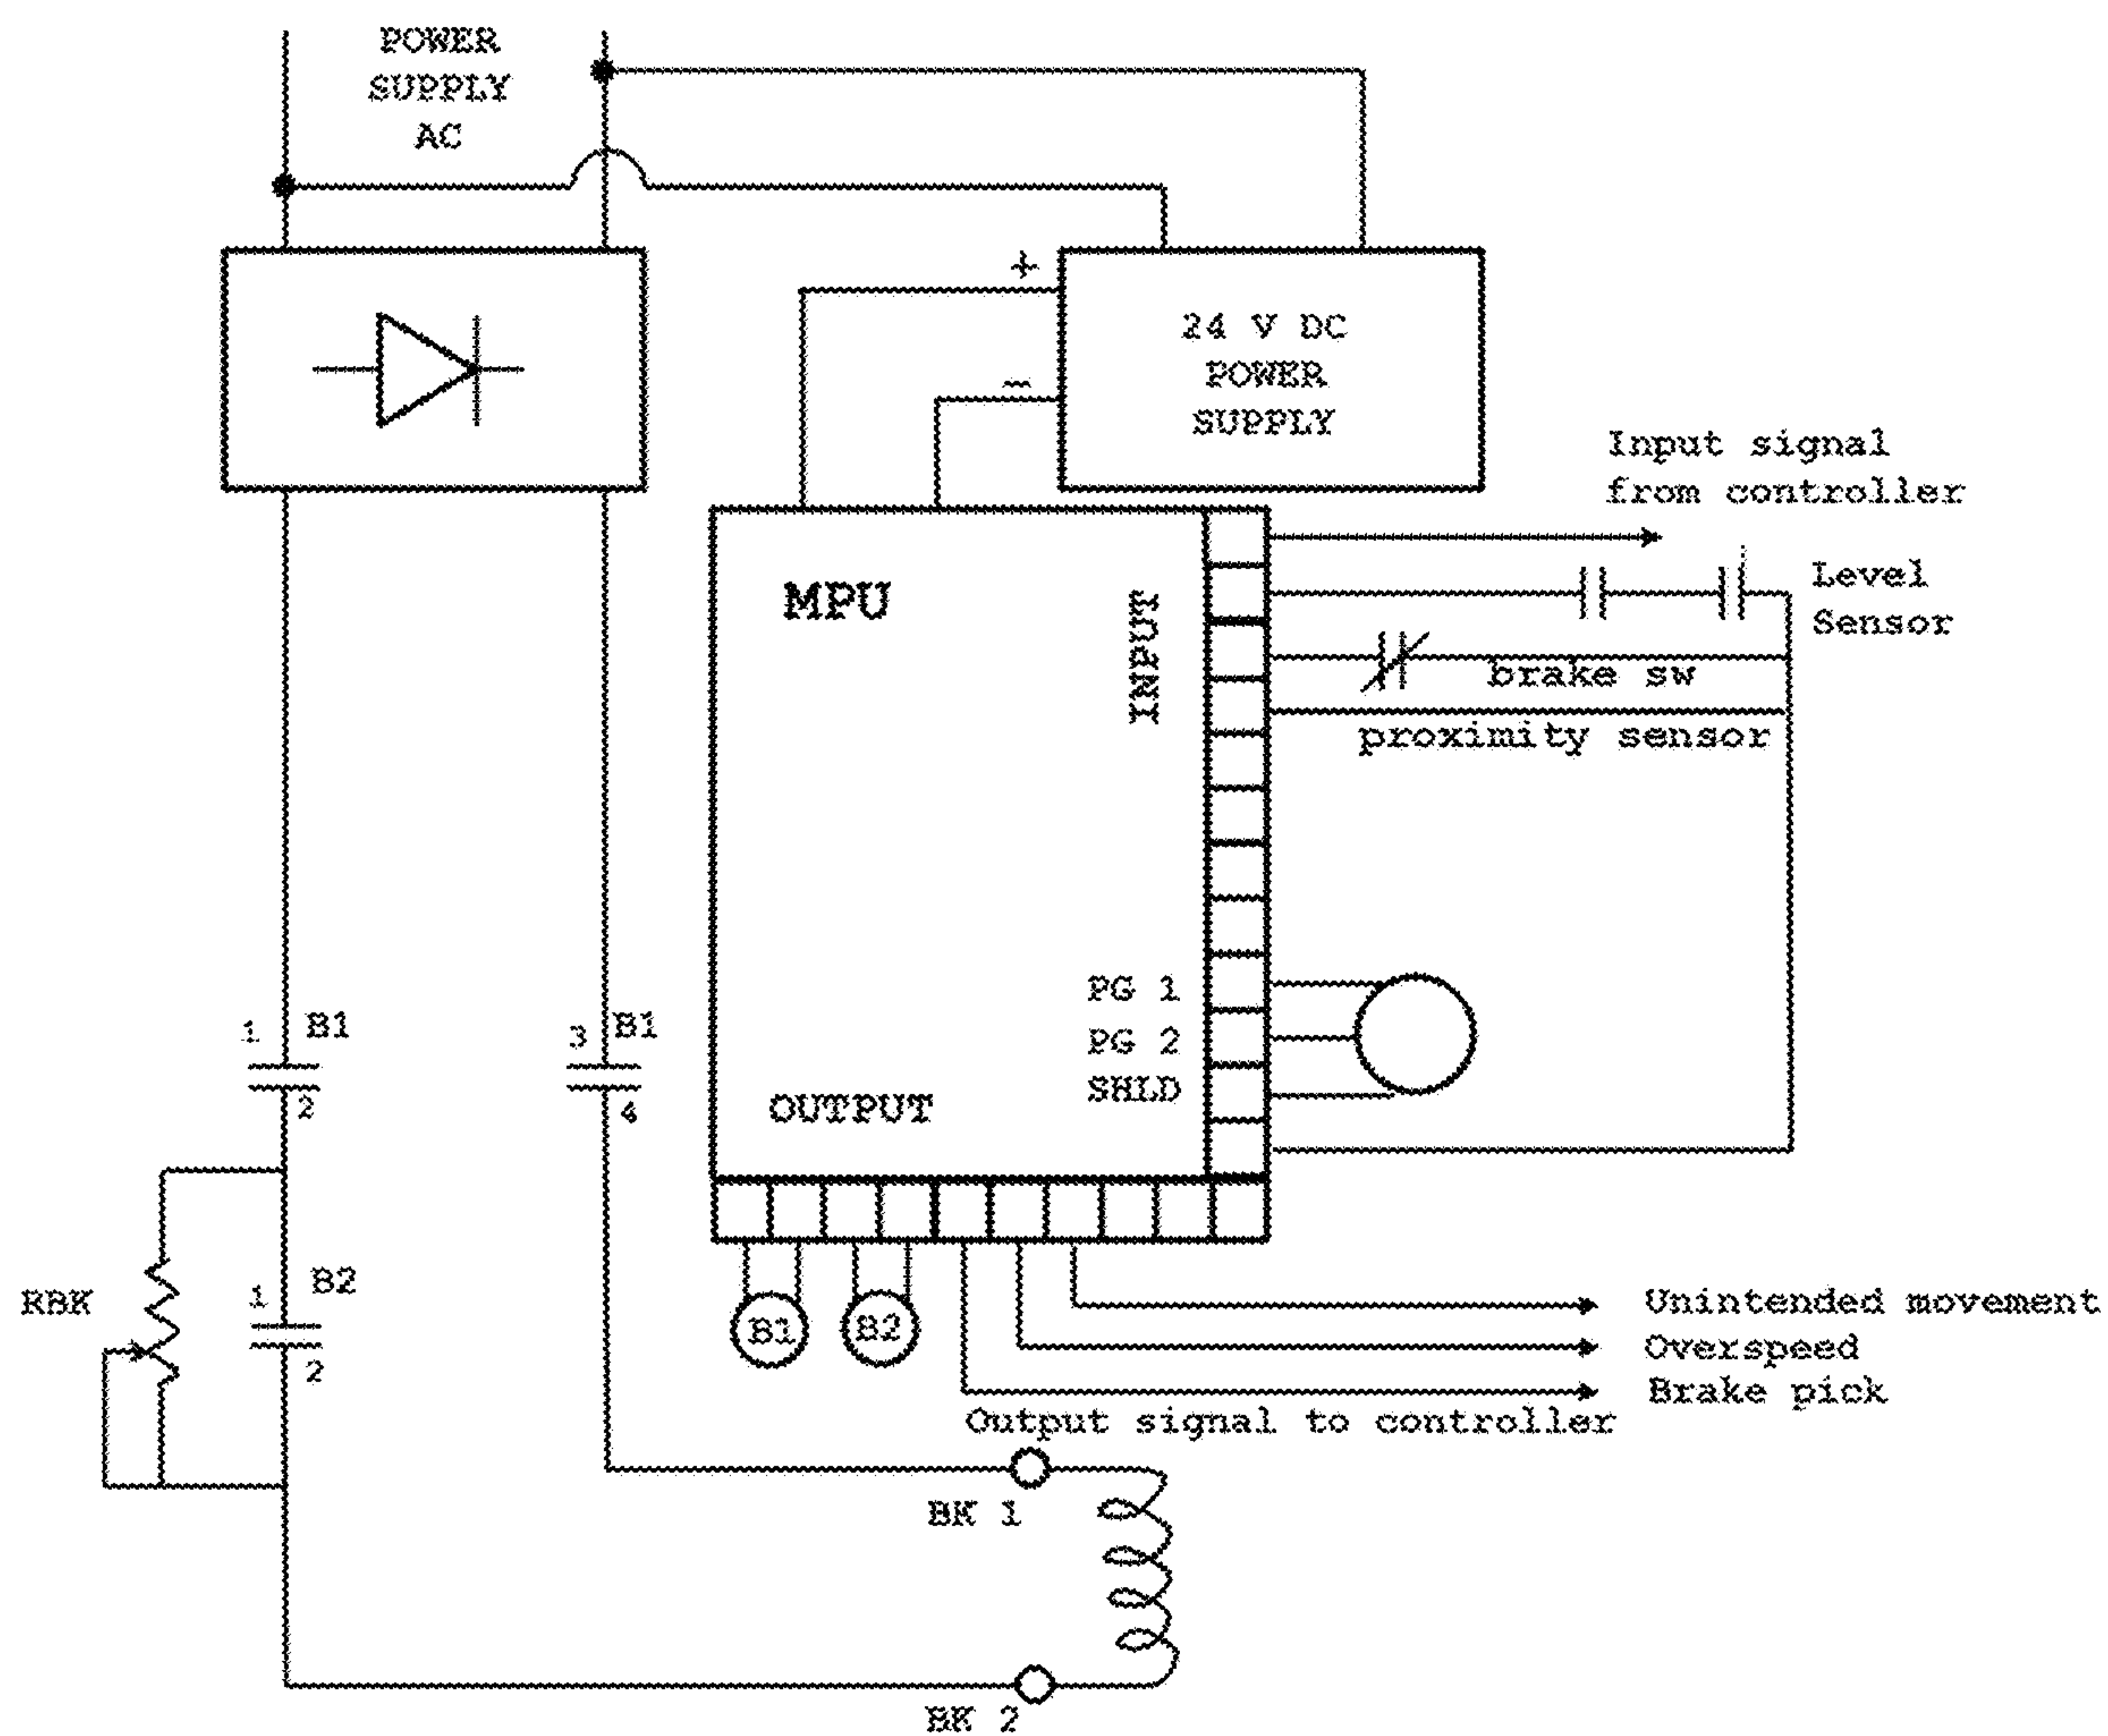 POWER
SUPPLY
AC
+
24 V DC
POWER
SUPPLY
-
Input signal
from controller
MPU
INPUT
Level
Sensor
brake sw
proximity sensor
PG 1
PG 2
SHLD
OUTPUT
1 B1
2
3 B1
4
RBK
1 B2
2
B1
B2
Unintended movement
Overspeed
Brake pick
Output signal to controller
BK 1
BK 2